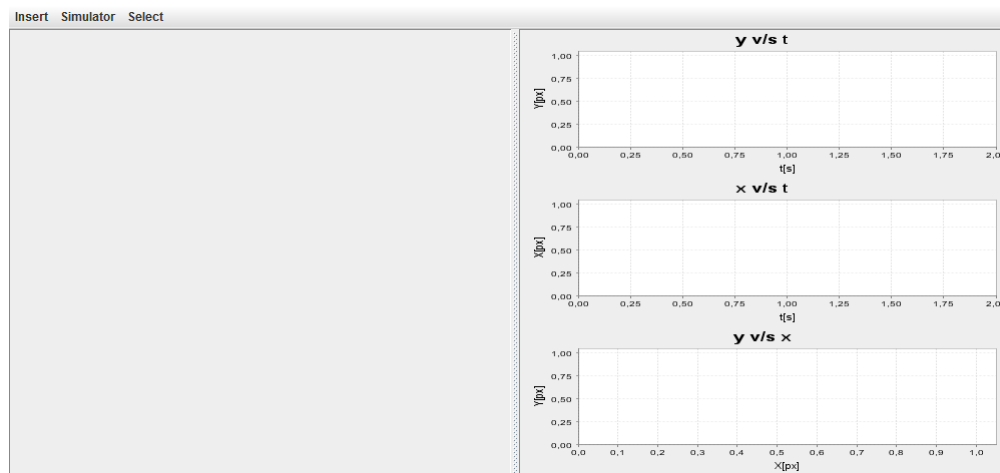 Insert Simulator Select
y v/s t
Y[px]
1,00
0,75
0,50
0,25
0,00
0,00 0,25 0,50 0,75 1,00 1,25 1,50 1,75 2,0
t[s]
x v/s t
X[px]
1,00
0,75
0,50
0,25
0,00
0,00 0,25 0,50 0,75 1,00 1,25 1,50 1,75 2,0
t[s]
y v/s x
Y[px]
1,00
0,75
0,50
0,25
0,00
0,0 0,1 0,2 0,3 0,4 0,5 0,6 0,7 0,8 0,9 1,0
X[px]